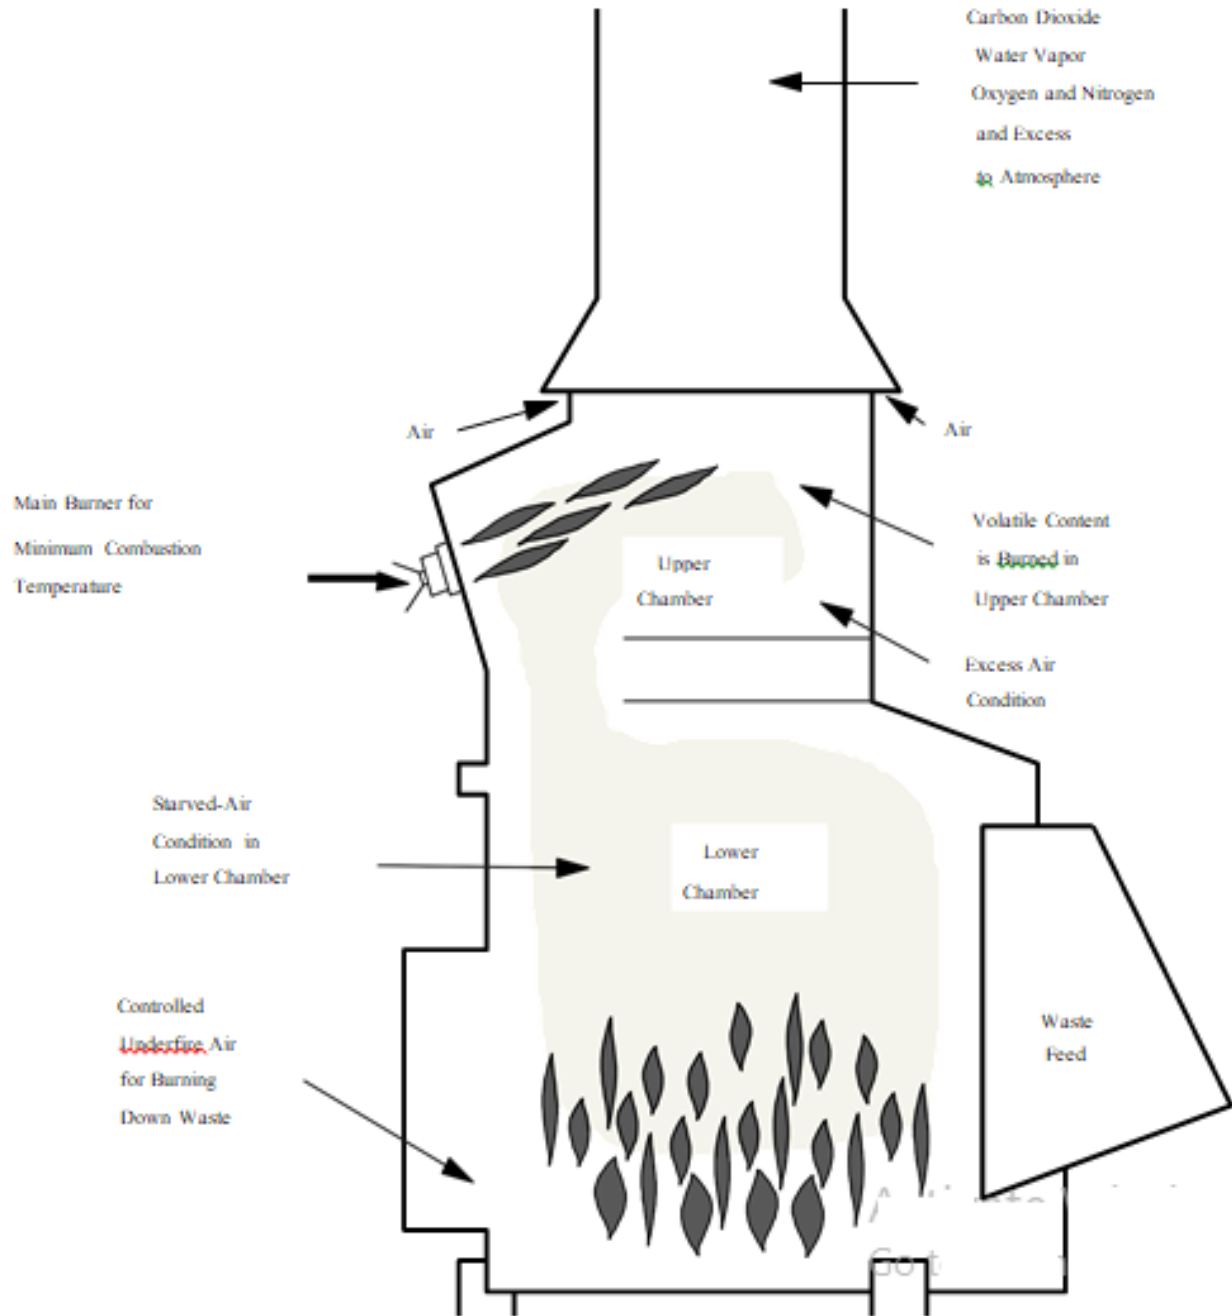 Carbon Dioxide
Water Vapor
Oxygen and Nitrogen
and Excess
to Atmosphere
Air
Air
Main Burner for
Minimum Combustion
Temperature
Volatile Content
is Burned in
Upper Chamber
Upper
Chamber
Excess Air
Condition
Starved-Air
Condition in
Lower Chamber
Lower
Chamber
Controlled
Underfire Air
for Burning
Down Waste
Waste
Feed
Go to